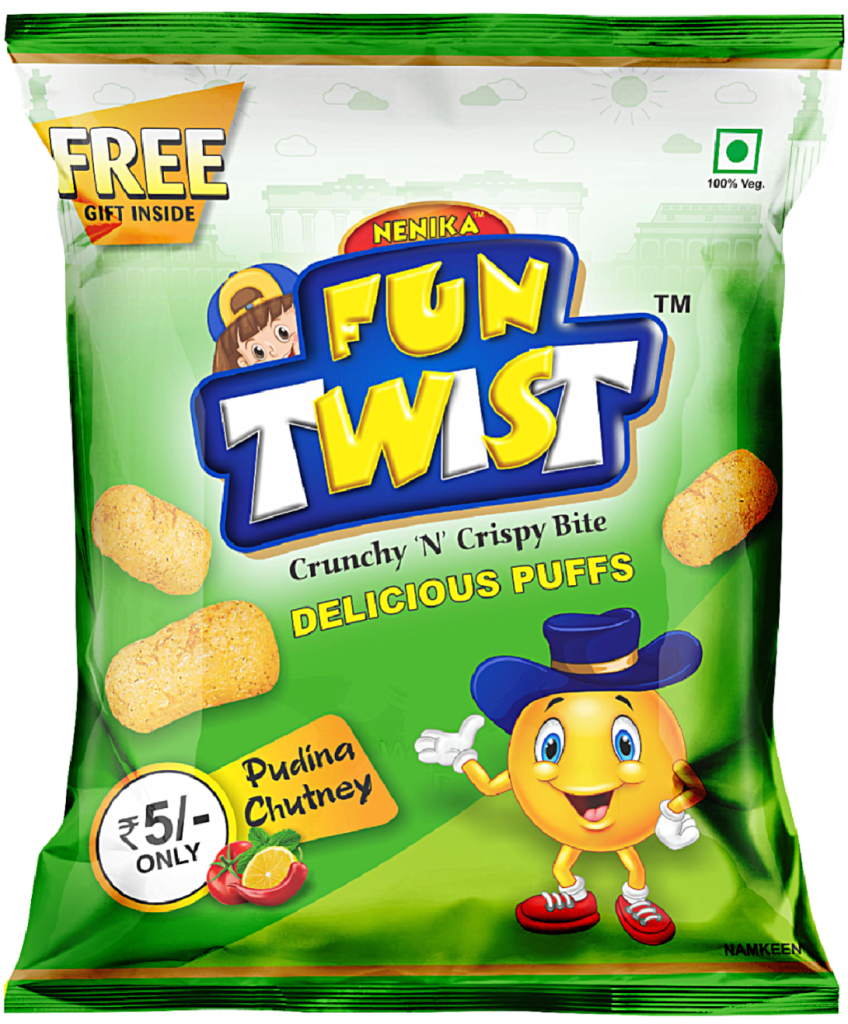 FREE
GIFT INSIDE
100% Veg.
NENIKA™
FUN
TWIST
TM
Crunchy 'N' Crispy Bite
DELICIOUS PUFFS
Pudina
Chutney
₹5/-
ONLY
NAMKEEN